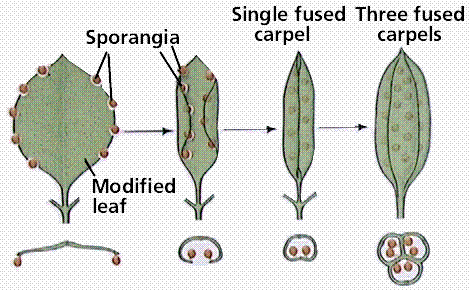 Sporangia
Single fused
carpel
Three fused
carpels
Modified
leaf